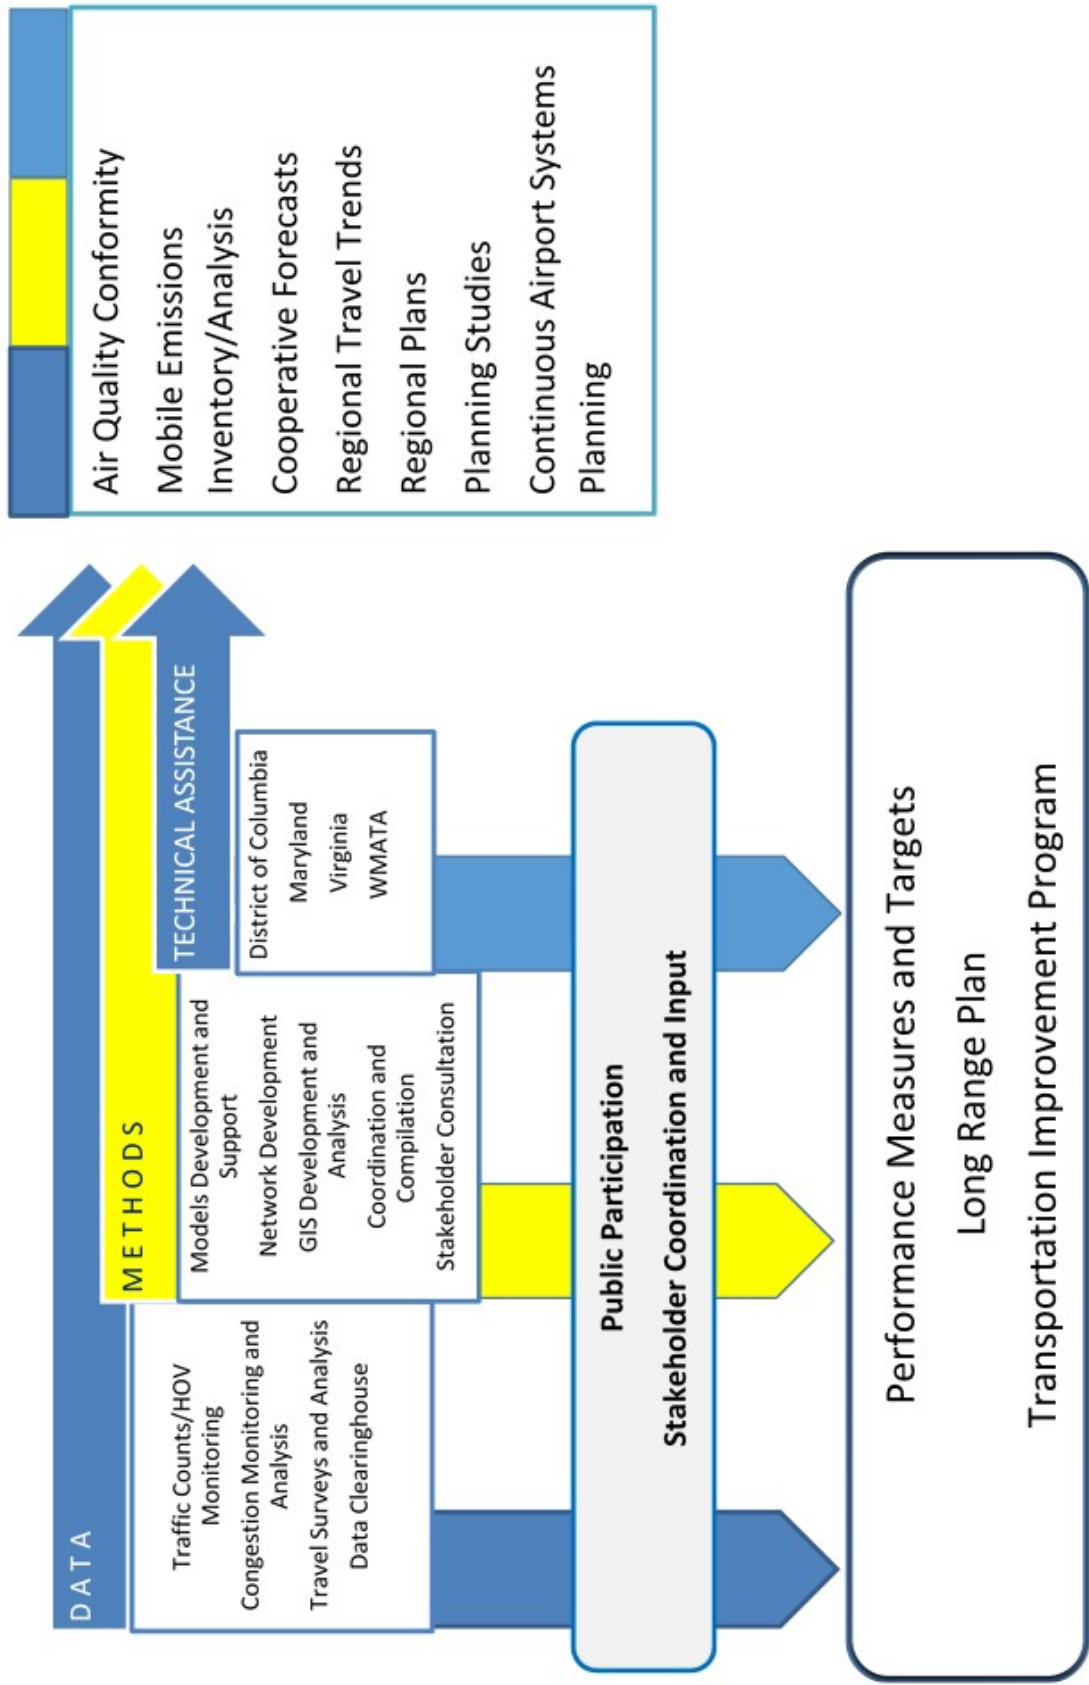 DATA
METHODS
TECHNICAL ASSISTANCE
Traffic Counts/HOV
Monitoring
Congestion Monitoring and
Analysis
Travel Surveys and Analysis
Data Clearinghouse
Models Development and
Support
Network Development
GIS Development and
Analysis
Coordination and
Compilation
Stakeholder Consultation
District of Columbia
Maryland
Virginia
WMATA
Air Quality Conformity
Mobile Emissions
Inventory/Analysis
Cooperative Forecasts
Regional Travel Trends
Regional Plans
Planning Studies
Continuous Airport Systems
Planning
Public Participation
Stakeholder Coordination and Input
Performance Measures and Targets
Long Range Plan
Transportation Improvement Program